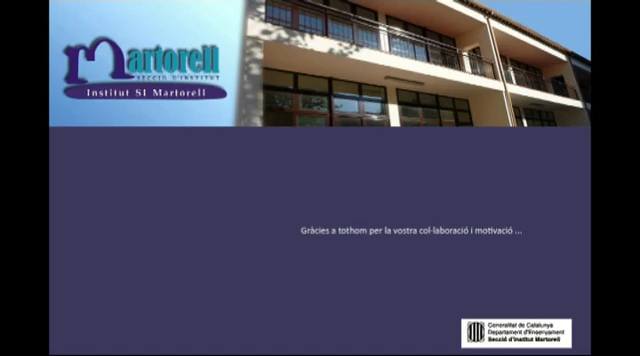 Martorell
SECCIÓ D'INSTITUT
Institut SI Martorell
Gràcies a tothom per la vostra col·laboració i motivació ...
Generalitat de Catalunya
Departament d'Ensenyament
Secció d'Institut Martorell